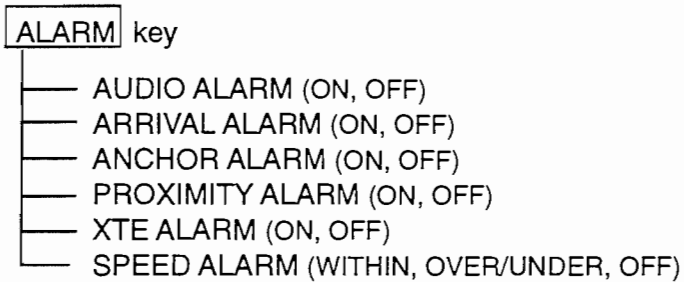 ALARM key
AUDIO ALARM (ON, OFF)
ARRIVAL ALARM (ON, OFF)
ANCHOR ALARM (ON, OFF)
PROXIMITY ALARM (ON, OFF)
XTE ALARM (ON, OFF)
SPEED ALARM (WITHIN, OVER/UNDER, OFF)